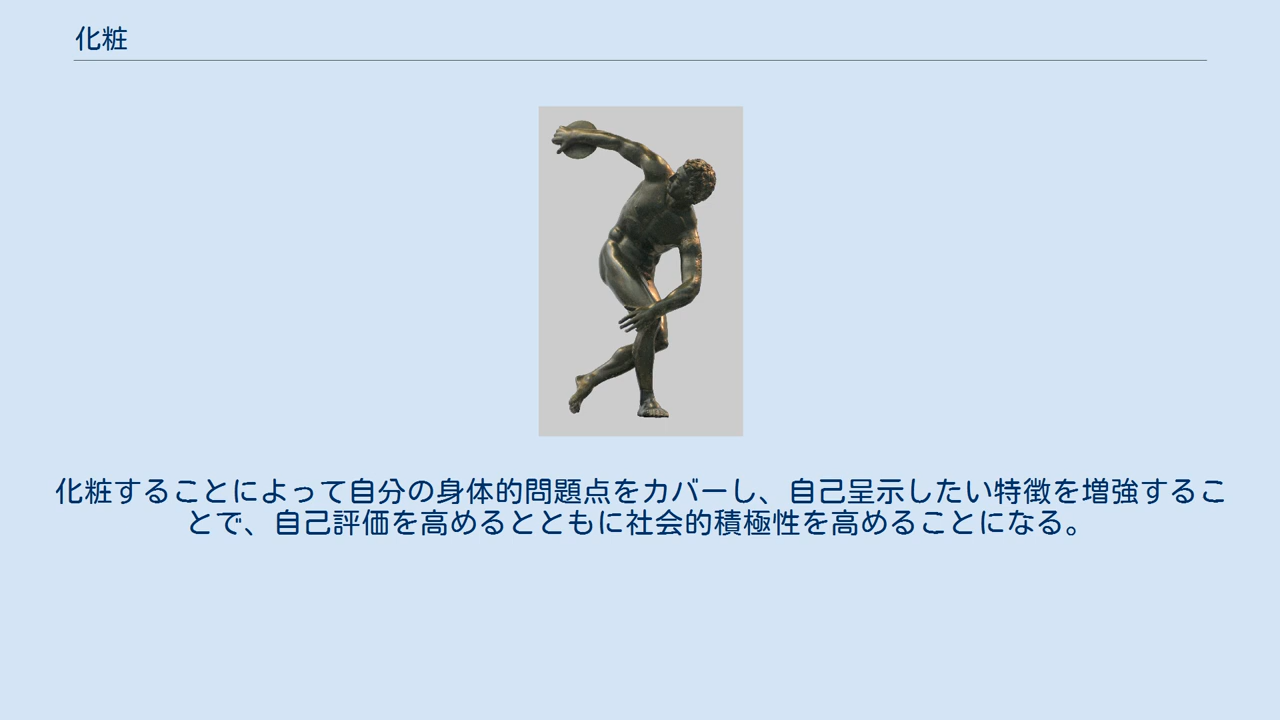 化粧
化粧することによって自分の身体的問題点をカバーし、自己呈示したい特徴を増強するこ
とで、自己評価を高めるとともに社会的積極性を高めることになる。